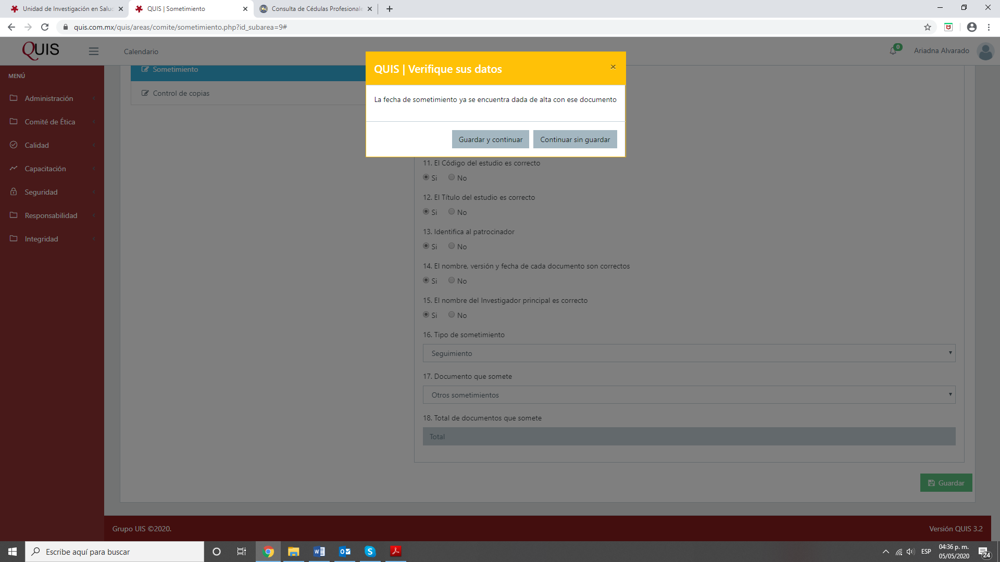 Unidad de Investigación en Salud
QUIS | Sometimiento
Consulta de Cédulas Profesionale
quis.com.mx/quis/areas/comite/sometimiento.php?id_subarea=9#
QUIS
Calendario
0
Ariadna Alvarado
MENÚ
Administración
Comité de Ética
Calidad
Capacitación
Seguridad
Responsabilidad
Integridad
Sometimiento
Control de copias
QUIS | Verifique sus datos
×
La fecha de sometimiento ya se encuentra dada de alta con ese documento
Guardar y continuar
Continuar sin guardar
11. El Código del estudio es correcto
Si No
12. El Título del estudio es correcto
Si No
13. Identifica al patrocinador
Si No
14. El nombre, versión y fecha de cada documento son correctos
Si No
15. El nombre del Investigador principal es correcto
Si No
16. Tipo de sometimiento
Seguimiento
17. Documento que somete
Otros sometimientos
18. Total de documentos que somete
Total
Guardar
Grupo UIS ©2020.
Versión QUIS 3.2
Escribe aquí para buscar
ESP
04:36 p. m.
05/05/2020
24